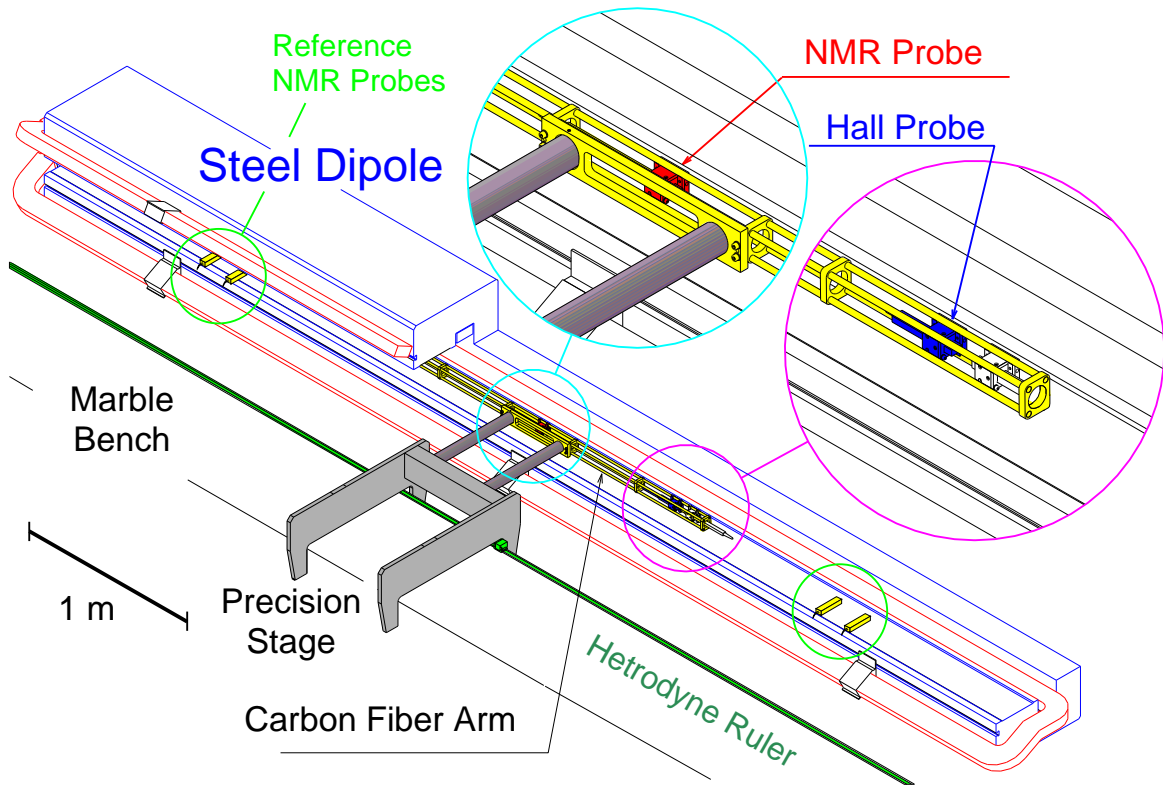 Reference
NMR Probes
Steel Dipole
NMR Probe
Hall Probe
Marble
Bench
1 m
Precision
Stage
Carbon Fiber Arm
Hetrodyne Ruler